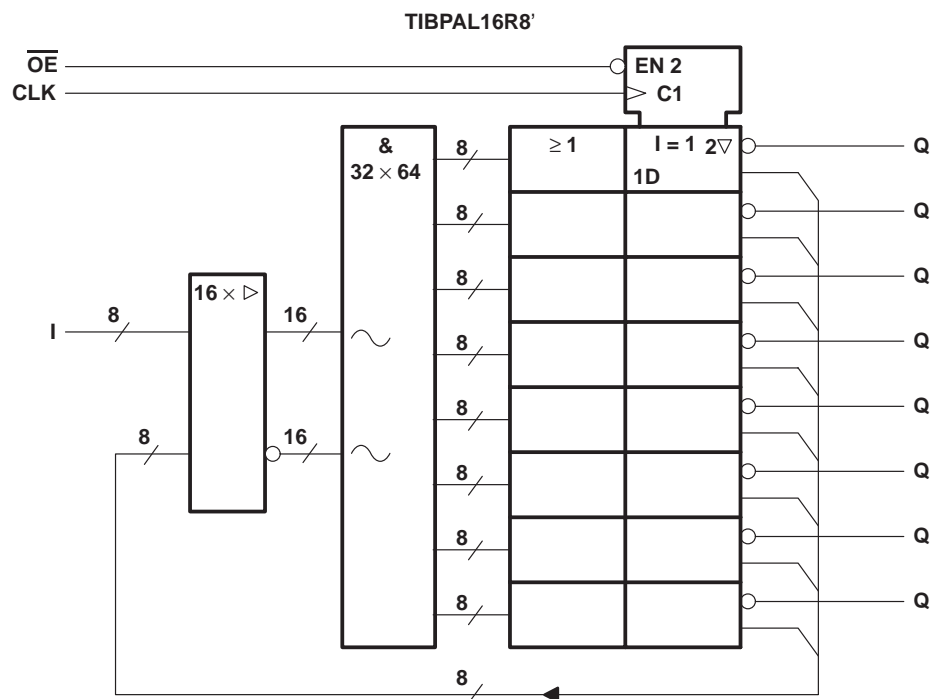 TIBPAL16R8’
OE
EN 2
CLK
C1
&
8
≥ 1
I = 1
2▽
Q
32 × 64
1D
8
Q
8
Q
16 × ▷
8
16
I
8
Q
8
16
8
Q
8
Q
8
Q
8
Q
8